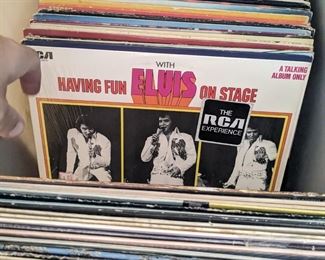 RCA
WITH
HAVING FUN ELVIS ON STAGE
A TALKING
ALBUM ONLY
THE
RCA
EXPERIENCE